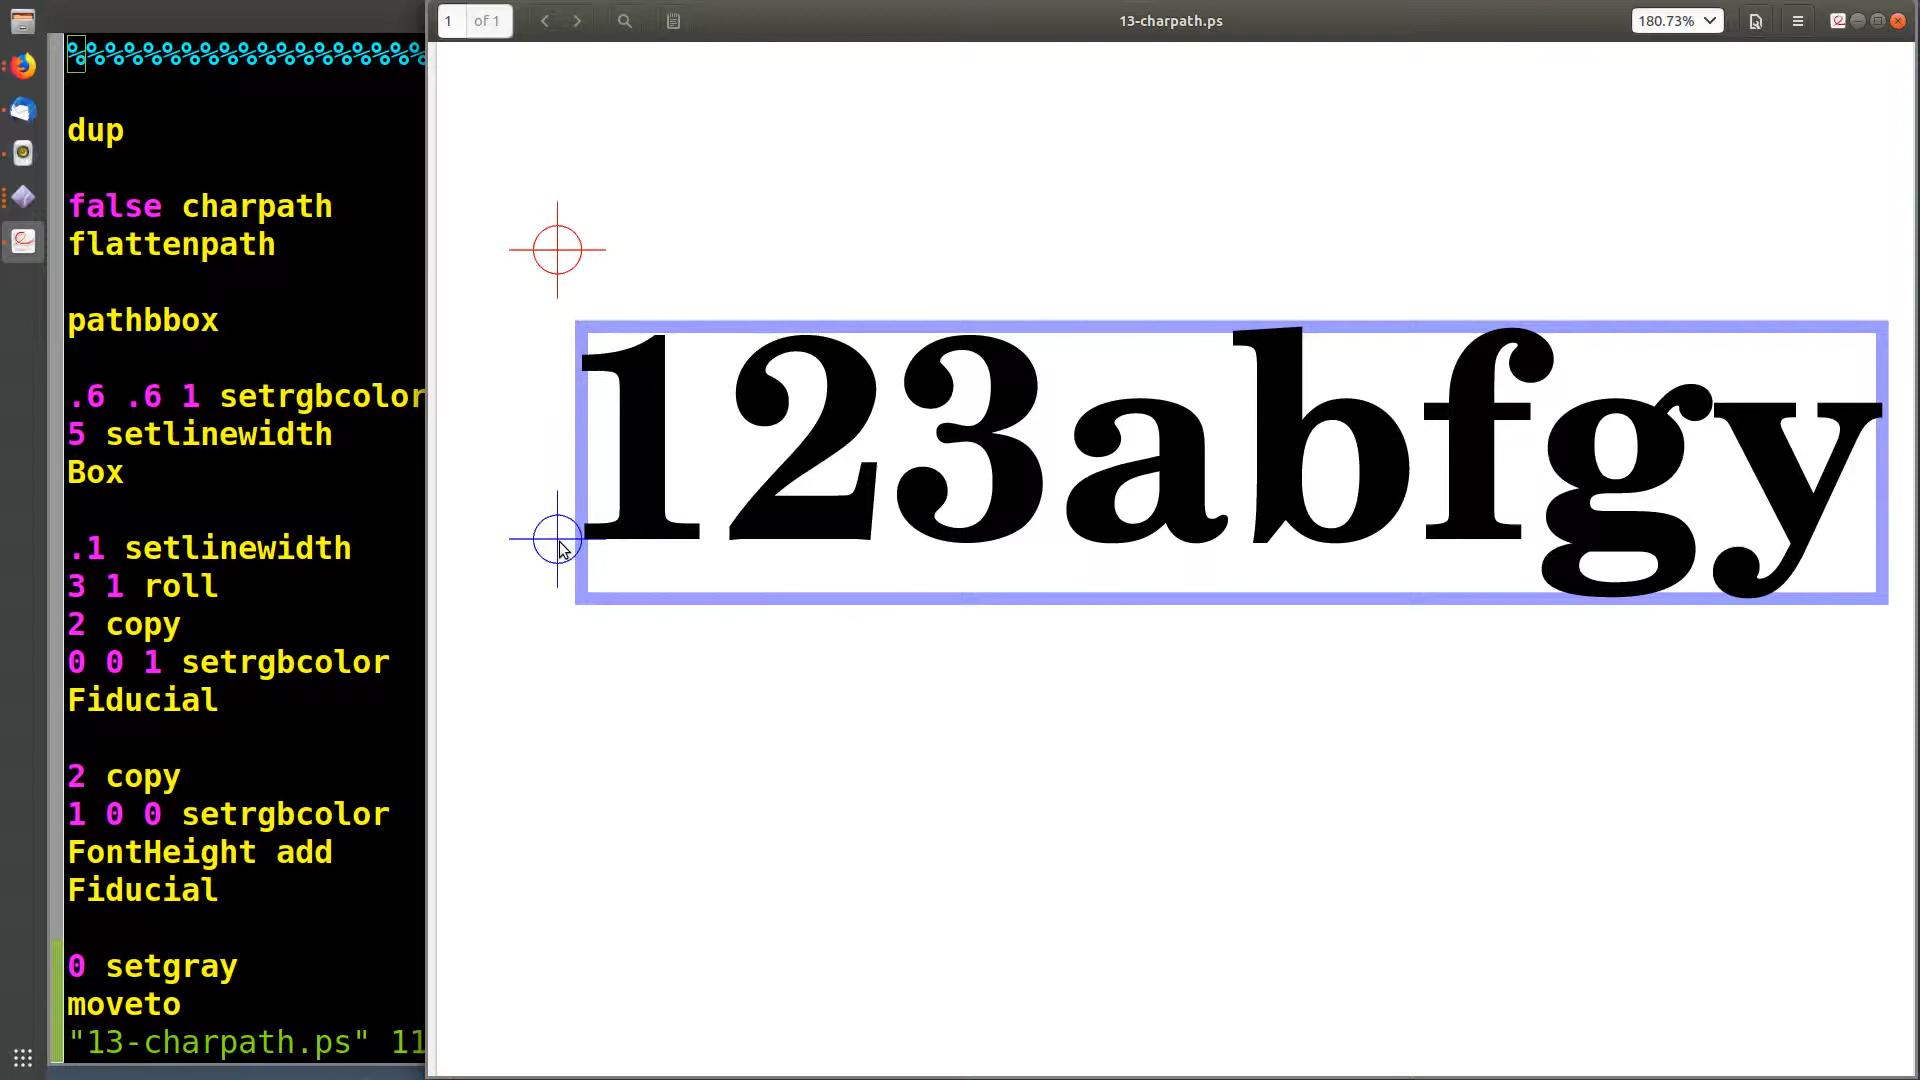 1 of 1
13-charpath.ps
180.73%
%%%%%%%%%%%%%%%%%%%
dup
false charpath
flattenpath
pathbbox
.6 .6 1 setrgbcolor
5 setlinewidth
Box
.1 setlinewidth
3 1 roll
2 copy
0 0 1 setrgbcolor
Fiducial
2 copy
1 0 0 setrgbcolor
FontHeight add
Fiducial
0 setgray
moveto
"13-charpath.ps" 11
123abfgy